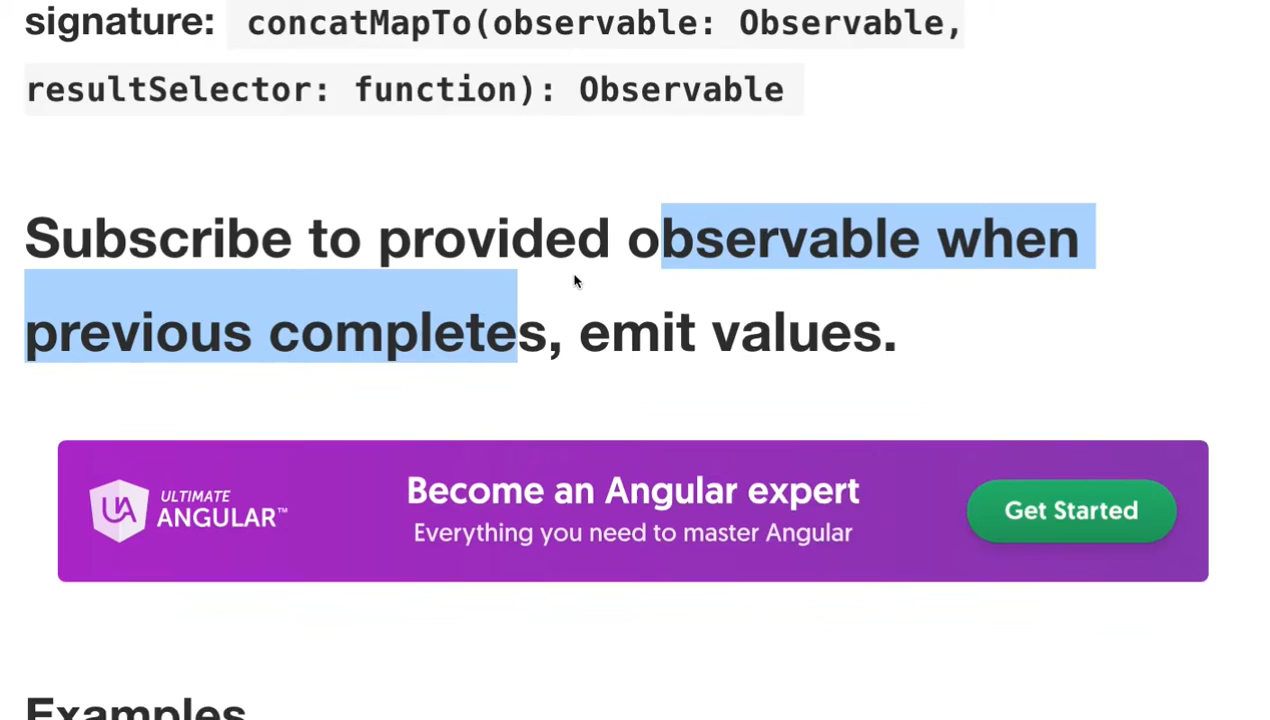 signature: concatMapTo(observable: Observable,
resultSelector: function): Observable
Subscribe to provided observable when
previous completes, emit values.
UA
ULTIMATE
ANGULAR™
Become an Angular expert
Everything you need to master Angular
Get Started
Examples